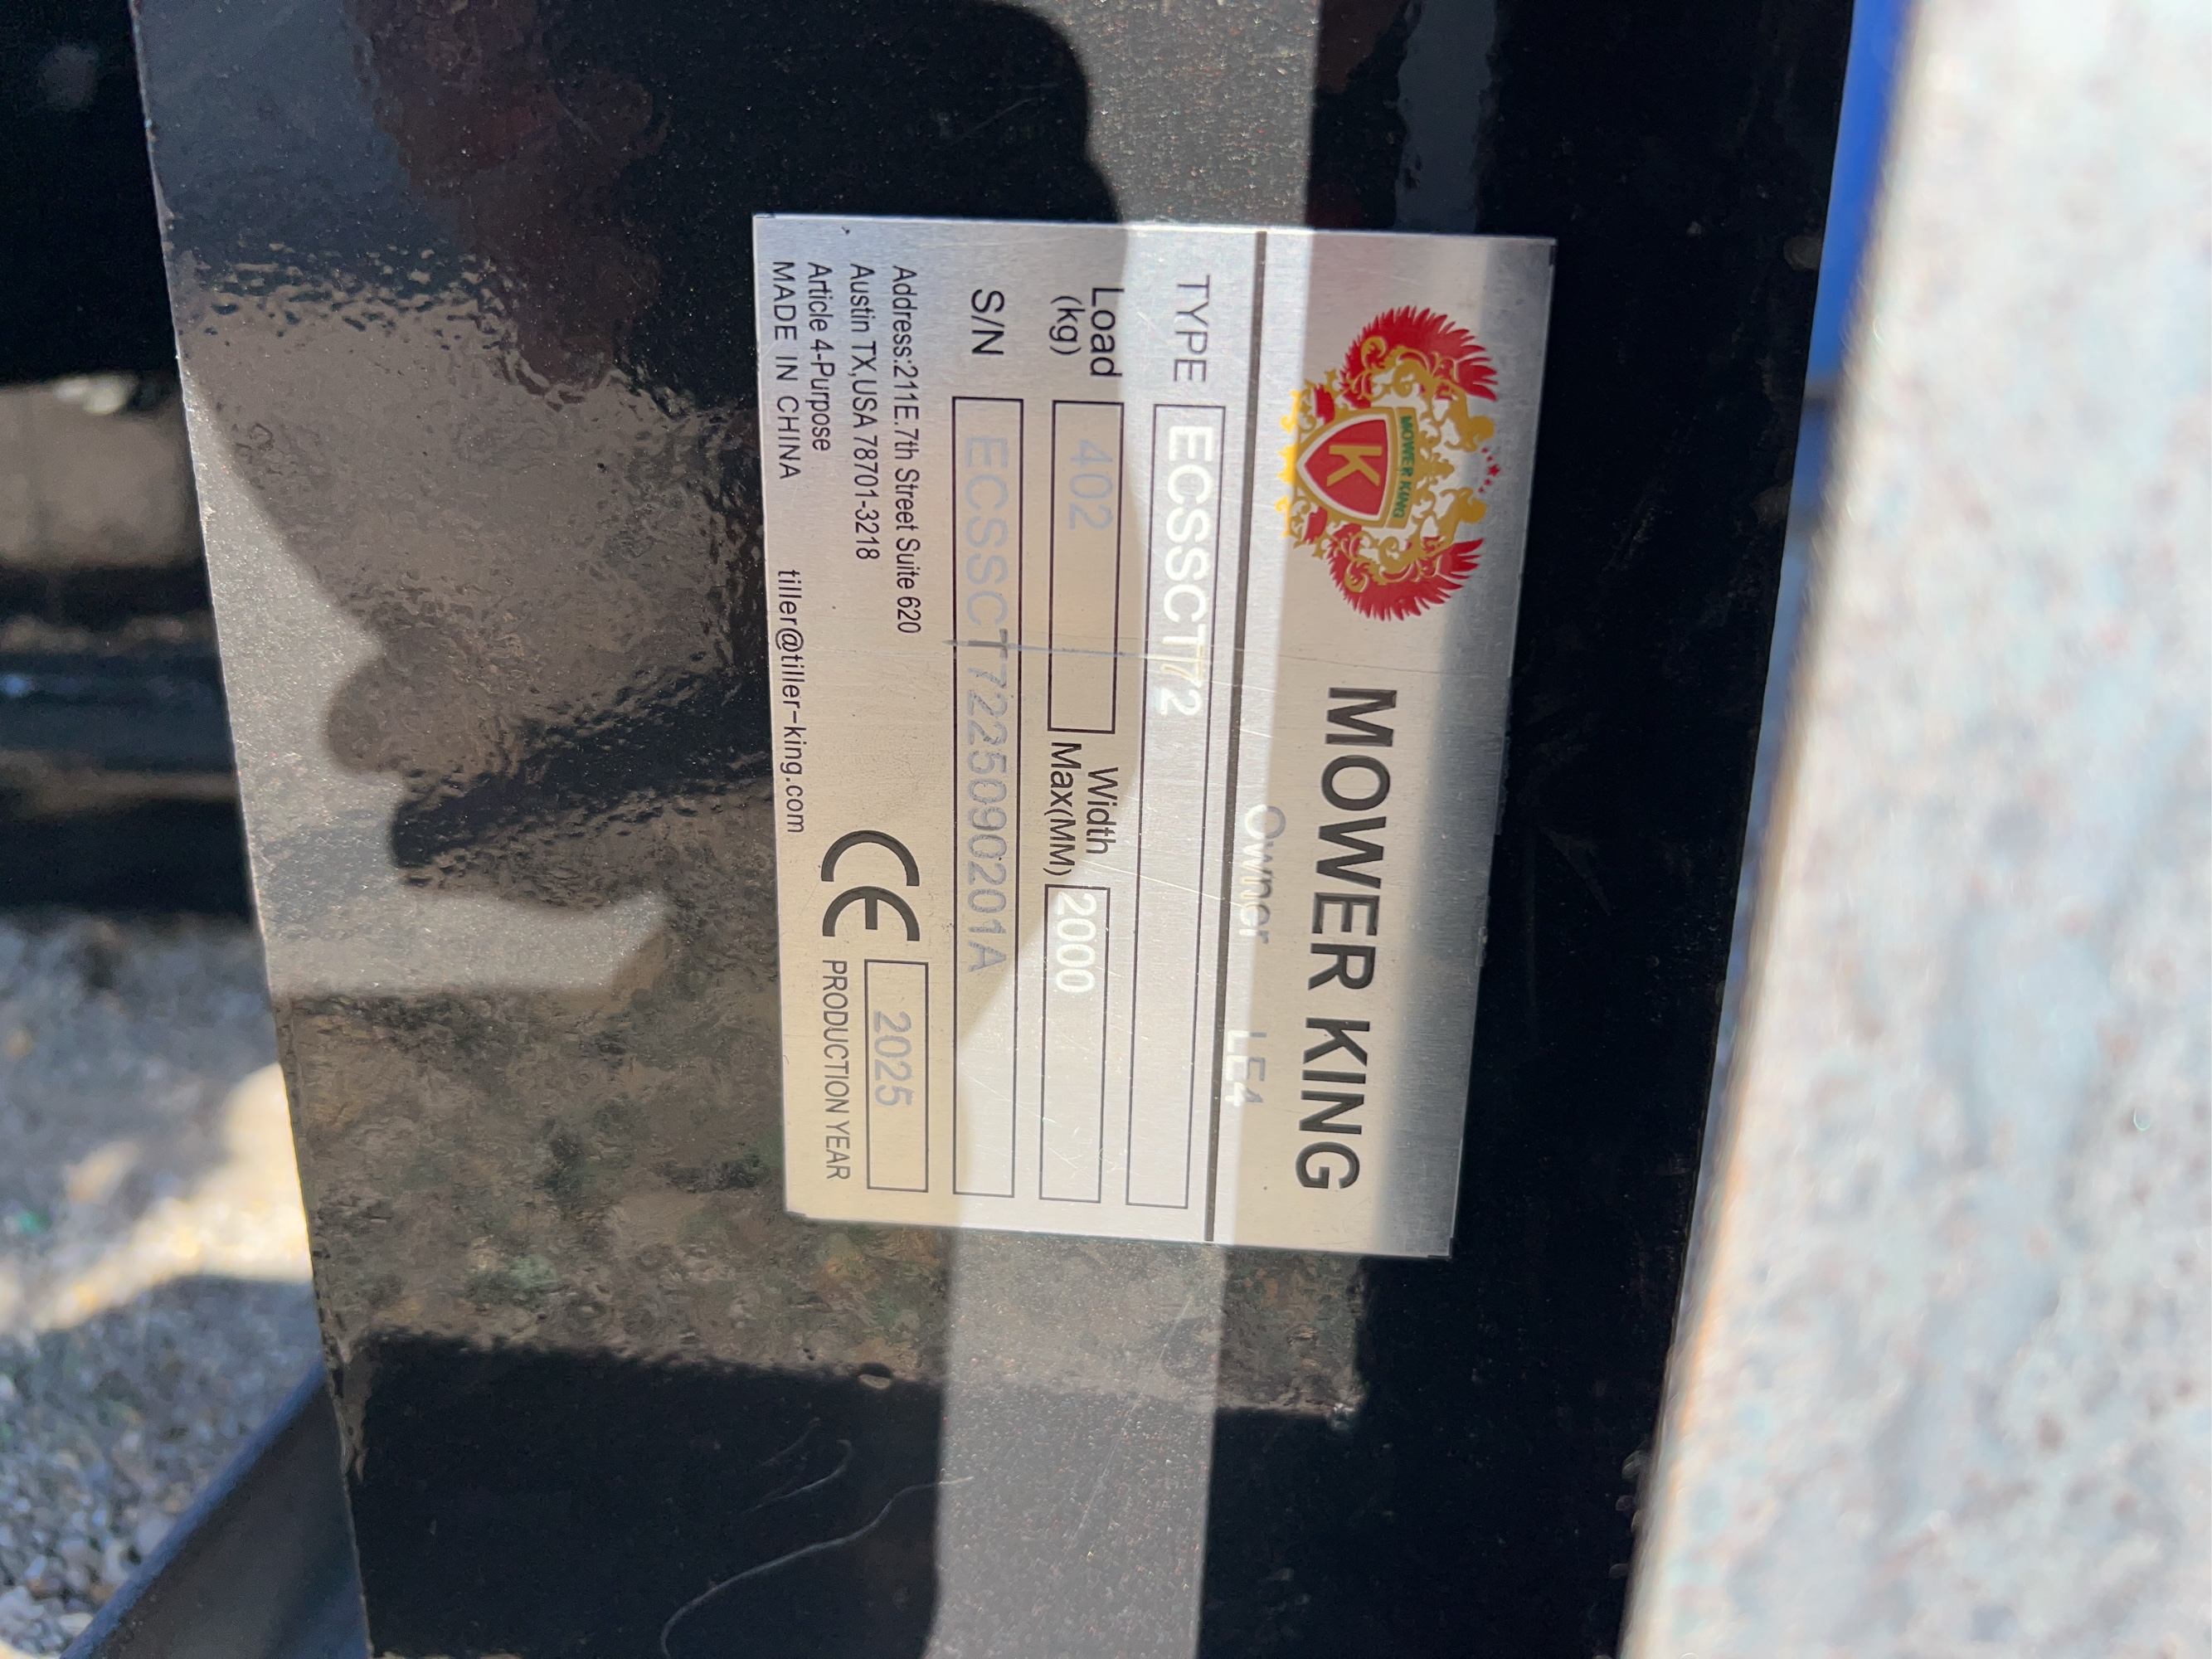 MOWER KING
K
MOWER KING
Owner LE4
TYPE ECSSCT72
Load (kg) 402 Width Max(MM) 2000
S/N ECSSCT7225090201A
Address:211E.7th Street Suite 620
Austin TX,USA 78701-3218
Article 4-Purpose
MADE IN CHINA tiller@tiller-king.com
CE 2025
PRODUCTION YEAR